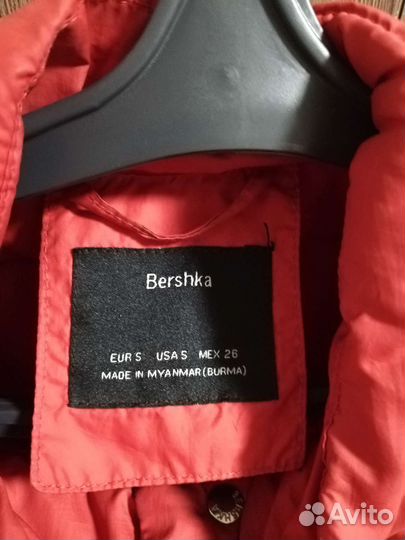 Bershka
EUR S USA S MEX 26
MADE IN MYANMAR (BURMA)
Avito